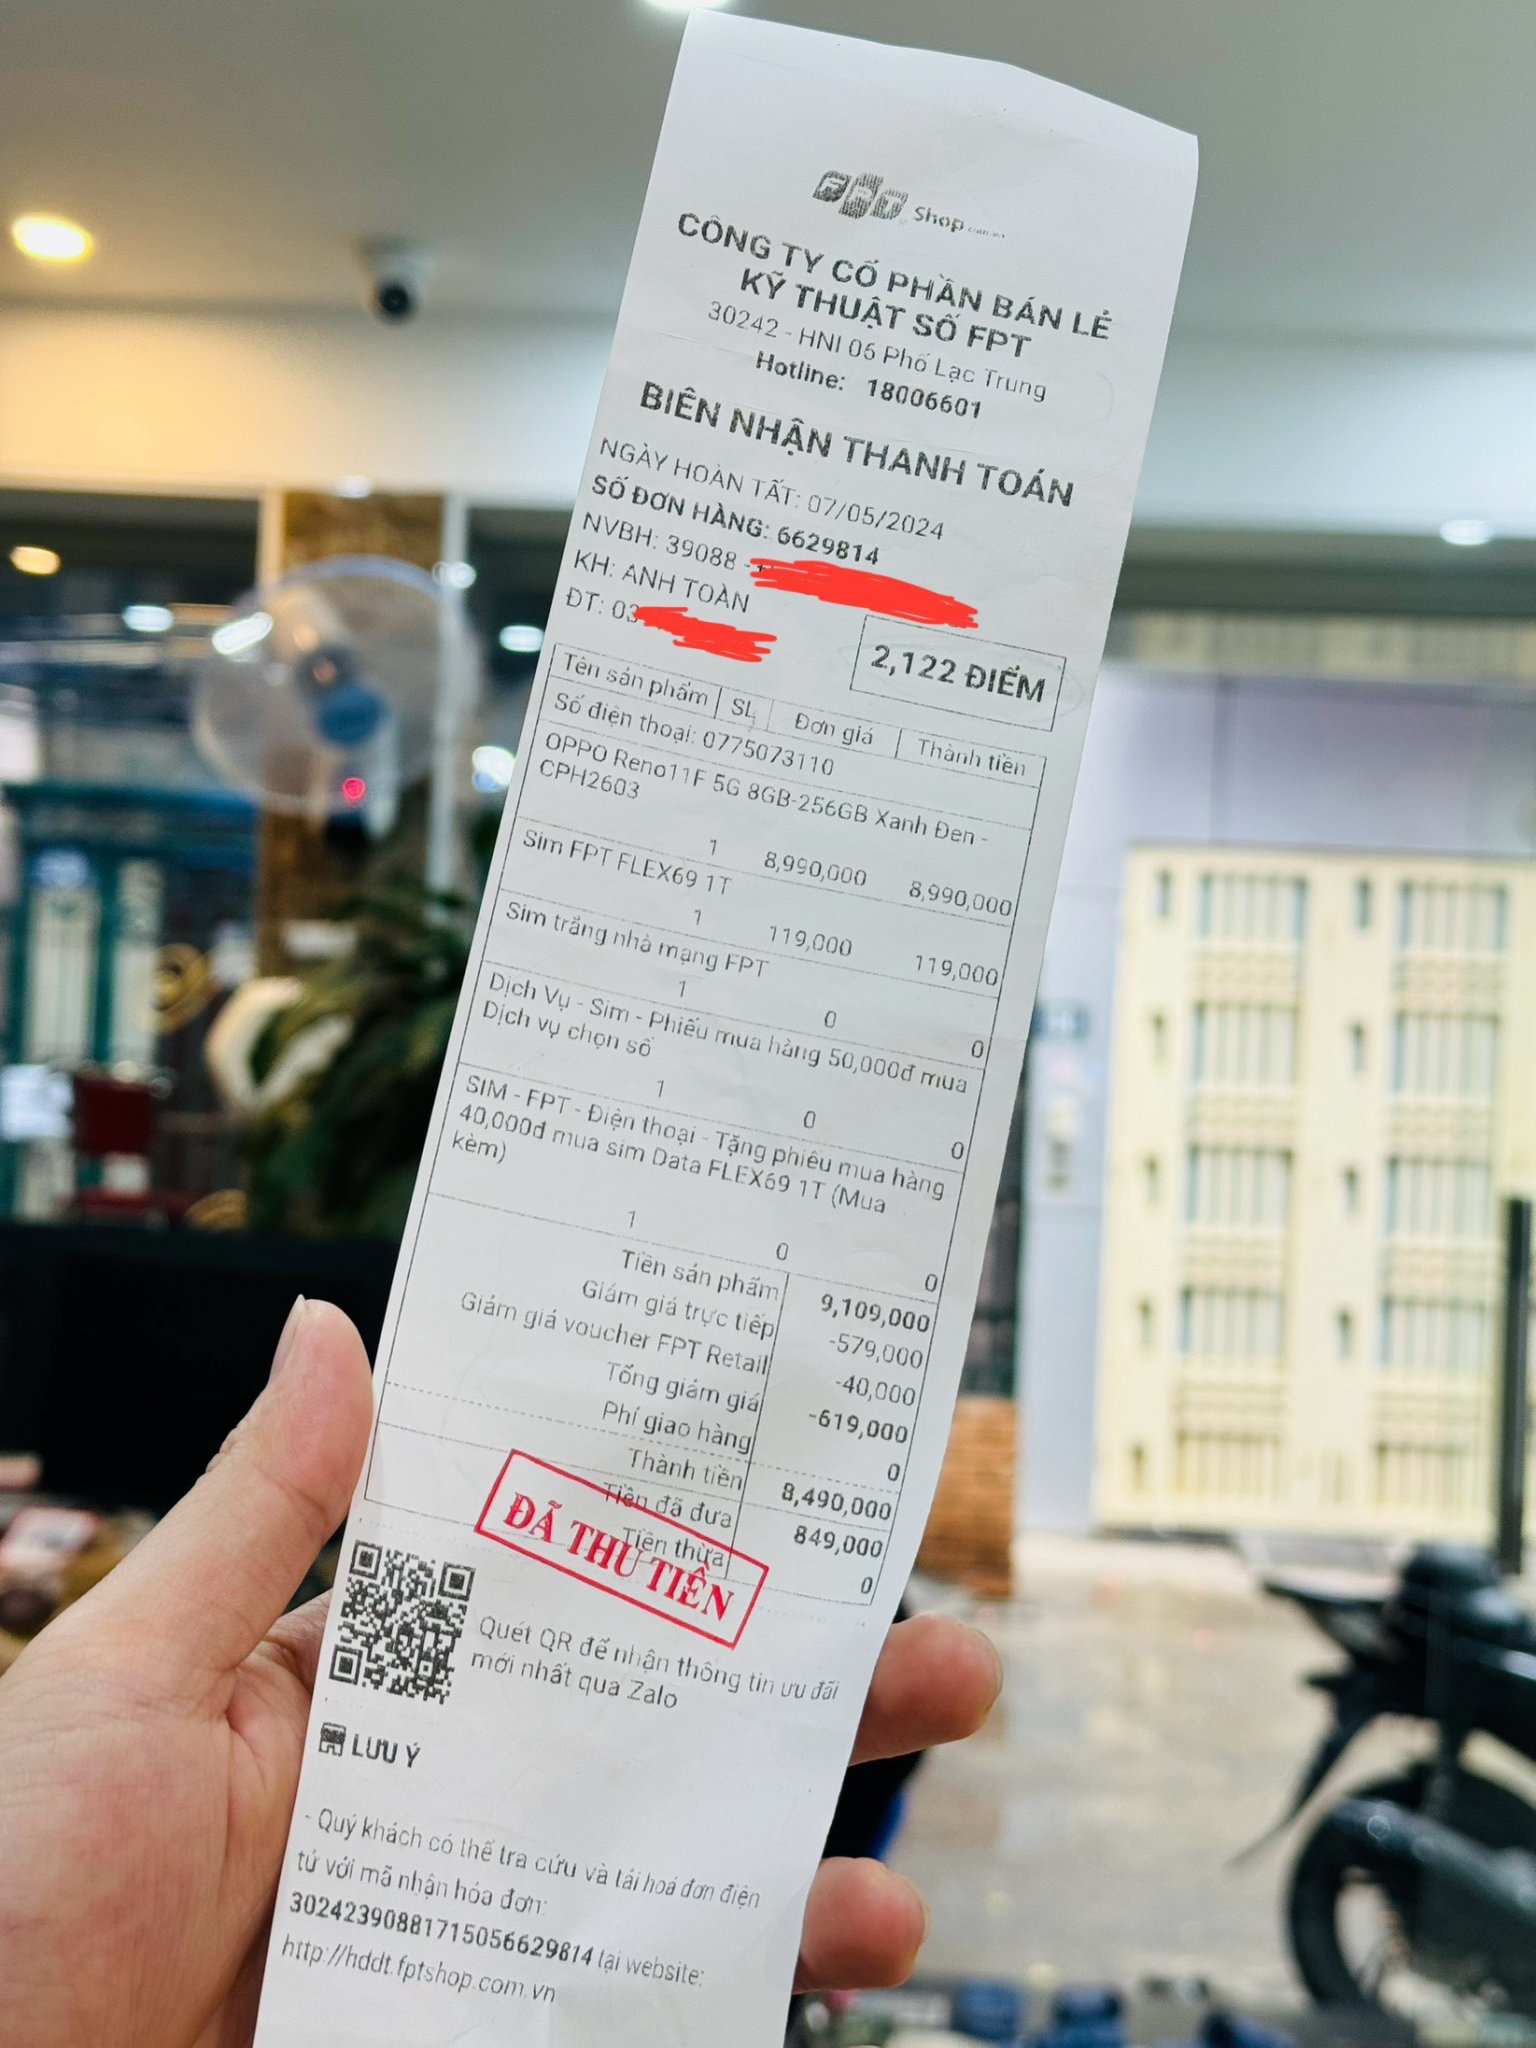 FPT Shop.com.vn
CÔNG TY CỔ PHẦN BÁN LẺ
KỸ THUẬT SỐ FPT
30242 - HNI 06 Phố Lạc Trung
Hotline: 18006601
BIÊN NHẬN THANH TOÁN
NGÀY HOÀN TẤT: 07/05/2024
SỐ ĐƠN HÀNG: 6629814
NVBH: 39088 -
KH: ANH TOÀN
ĐT: 03
2,122 ĐIỂM
Tên sản phẩm SL Đơn giá Thành tiền
Số điện thoại: 0775073110
OPPO Reno11F 5G 8GB-256GB Xanh Đen -
CPH2603
1 8,990,000 8,990,000
Sim FPT FLEX69 1T
1 119,000 119,000
Sim trắng nhà mạng FPT
1 0 0
Dịch Vụ - Sim - Phiếu mua hàng 50,000đ mua
Dịch vụ chọn số
1 0 0
SIM - FPT - Điện thoại - Tặng phiếu mua hàng
40,000đ mua sim Data FLEX69 1T (Mua
kèm)
1 0 0
Tiền sản phẩm 9,109,000
Giảm giá trực tiếp -579,000
Giảm giá voucher FPT Retail -40,000
Tổng giảm giá -619,000
Phí giao hàng 0
Thành tiền 8,490,000
Tiền đã đưa 849,000
Tiền thừa 0
ĐÃ THU TIỀN
Quét QR để nhận thông tin ưu đãi
mới nhất qua Zalo
LƯU Ý
- Quý khách có thể tra cứu và tải hoá đơn điện
tử với mã nhận hóa đơn:
302423908817150566629814 tại website:
http://hddt.fptshop.com.vn